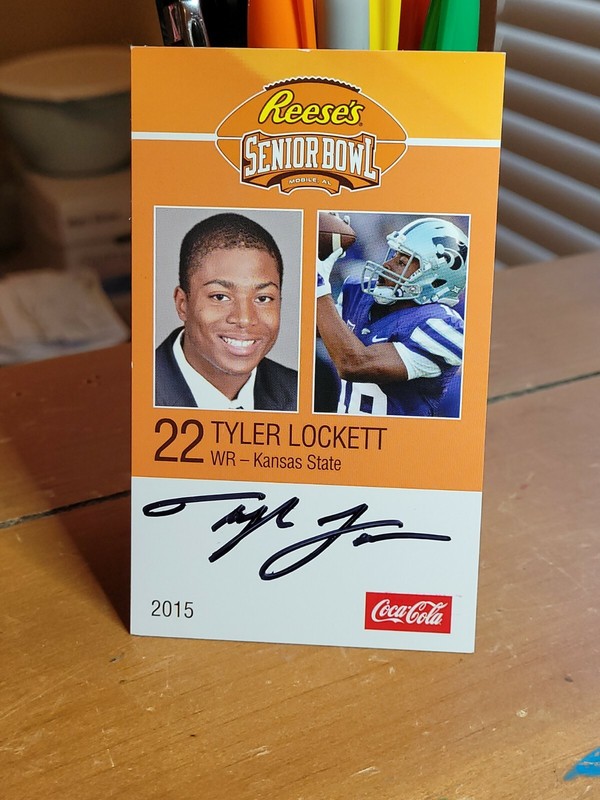 Reese's
SENIOR BOWL
MOBILE, AL
22 TYLER LOCKETT
WR – Kansas State
2015
Coca-Cola